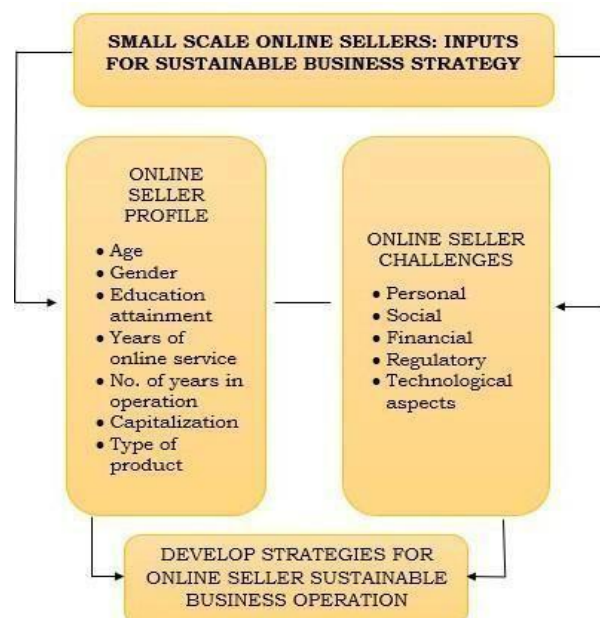 SMALL SCALE ONLINE SELLERS: INPUTS
FOR SUSTAINABLE BUSINESS STRATEGY
ONLINE
SELLER
PROFILE
• Age
• Gender
• Education
attainment
• Years of
online service
• No. of years in
operation
• Capitalization
• Type of
product
ONLINE SELLER
CHALLENGES
• Personal
• Social
• Financial
• Regulatory
• Technological
aspects
DEVELOP STRATEGIES FOR
ONLINE SELLER SUSTAINABLE
BUSINESS OPERATION